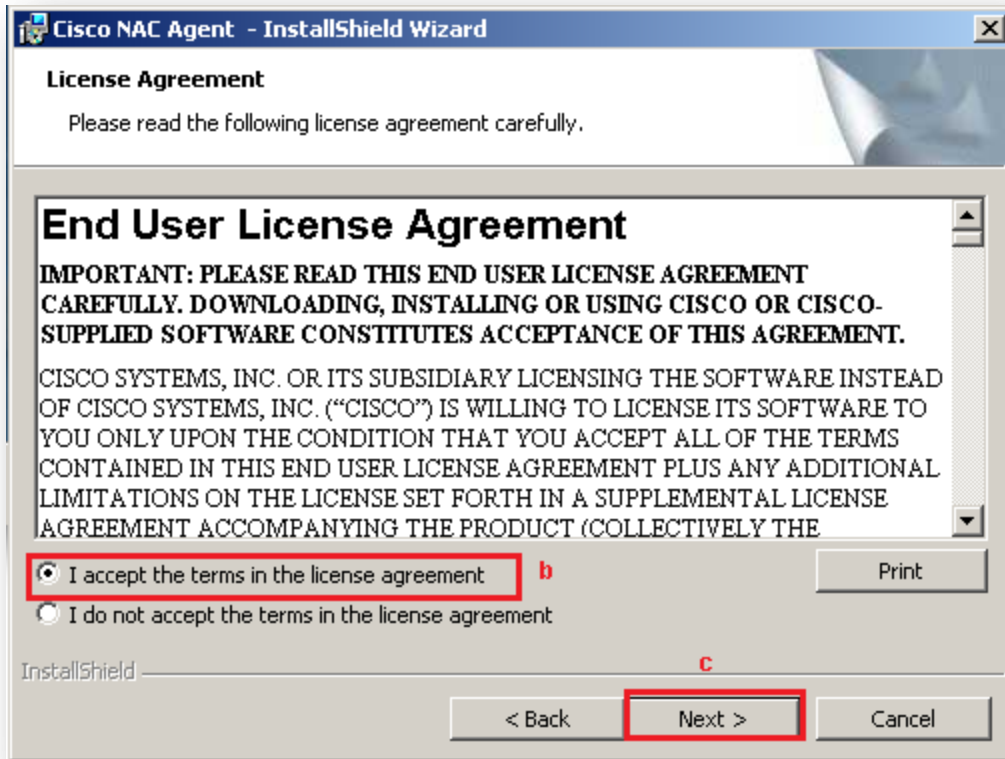 Cisco NAC Agent - InstallShield Wizard
License Agreement
Please read the following license agreement carefully.
End User License Agreement
IMPORTANT: PLEASE READ THIS END USER LICENSE AGREEMENT
CAREFULLY. DOWNLOADING, INSTALLING OR USING CISCO OR CISCO-
SUPPLIED SOFTWARE CONSTITUTES ACCEPTANCE OF THIS AGREEMENT.
CISCO SYSTEMS, INC. OR ITS SUBSIDIARY LICENSING THE SOFTWARE INSTEAD
OF CISCO SYSTEMS, INC. (“CISCO”) IS WILLING TO LICENSE ITS SOFTWARE TO
YOU ONLY UPON THE CONDITION THAT YOU ACCEPT ALL OF THE TERMS
CONTAINED IN THIS END USER LICENSE AGREEMENT PLUS ANY ADDITIONAL
LIMITATIONS ON THE LICENSE SET FORTH IN A SUPPLEMENTAL LICENSE
AGREEMENT ACCOMPANYING THE PRODUCT (COLLECTIVELY THE
I accept the terms in the license agreement b Print
I do not accept the terms in the license agreement
InstallShield c
< Back Next > Cancel